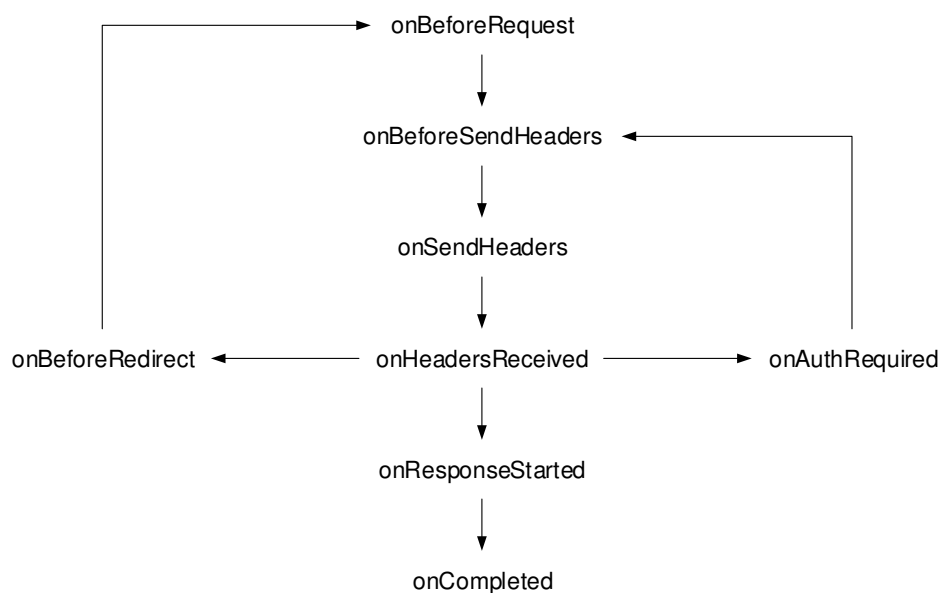 onBeforeRequest
onBeforeSendHeaders
onSendHeaders
onBeforeRedirect
onHeadersReceived
onAuthRequired
onResponseStarted
onCompleted